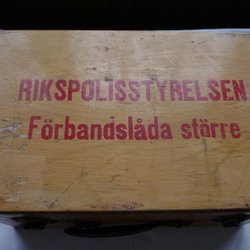 RIKSPOLISSTYRELSEN
Förbandslåda större